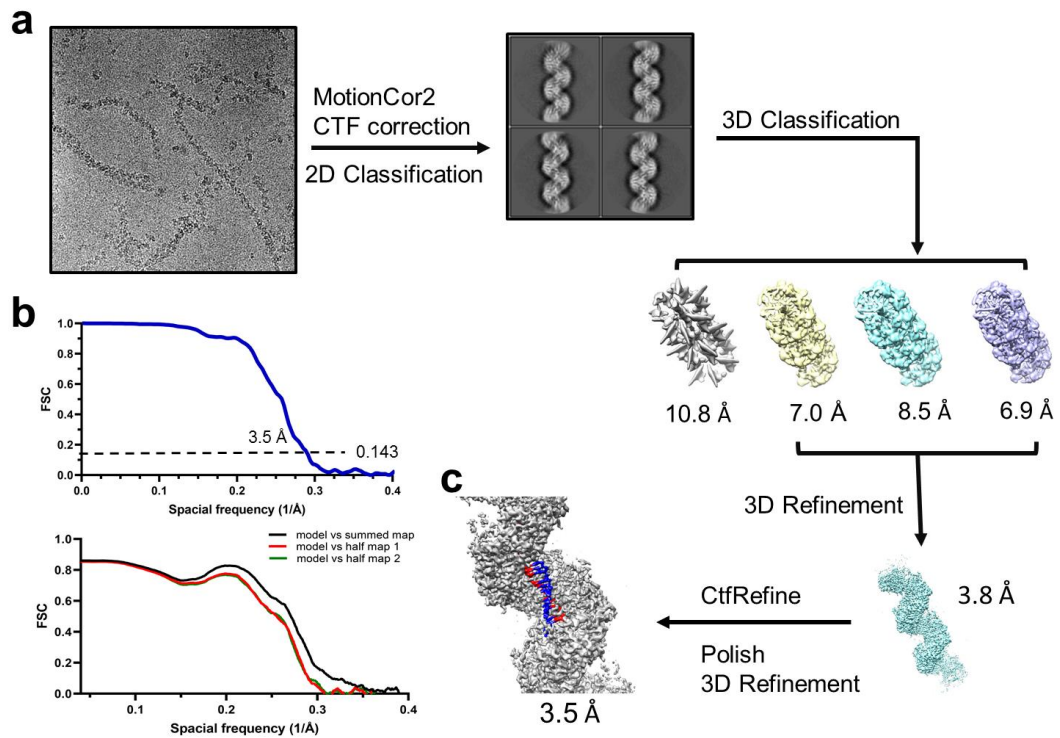 a
MotionCor2
CTF correction
2D Classification
3D Classification
10.8 Å
7.0 Å
8.5 Å
6.9 Å
3D Refinement
3.8 Å
CtfRefine
Polish
3D Refinement
b
1.0
0.8
0.6
0.4
0.2
0.0
FSC
3.5 Å
0.143
0.0
0.1
0.2
0.3
0.4
Spacial frequency (1/Å)
model vs summed map
model vs half map 1
model vs half map 2
1.0
0.8
0.6
0.4
0.2
0.0
FSC
0.1
0.2
0.3
0.4
Spacial frequency (1/Å)
c
3.5 Å